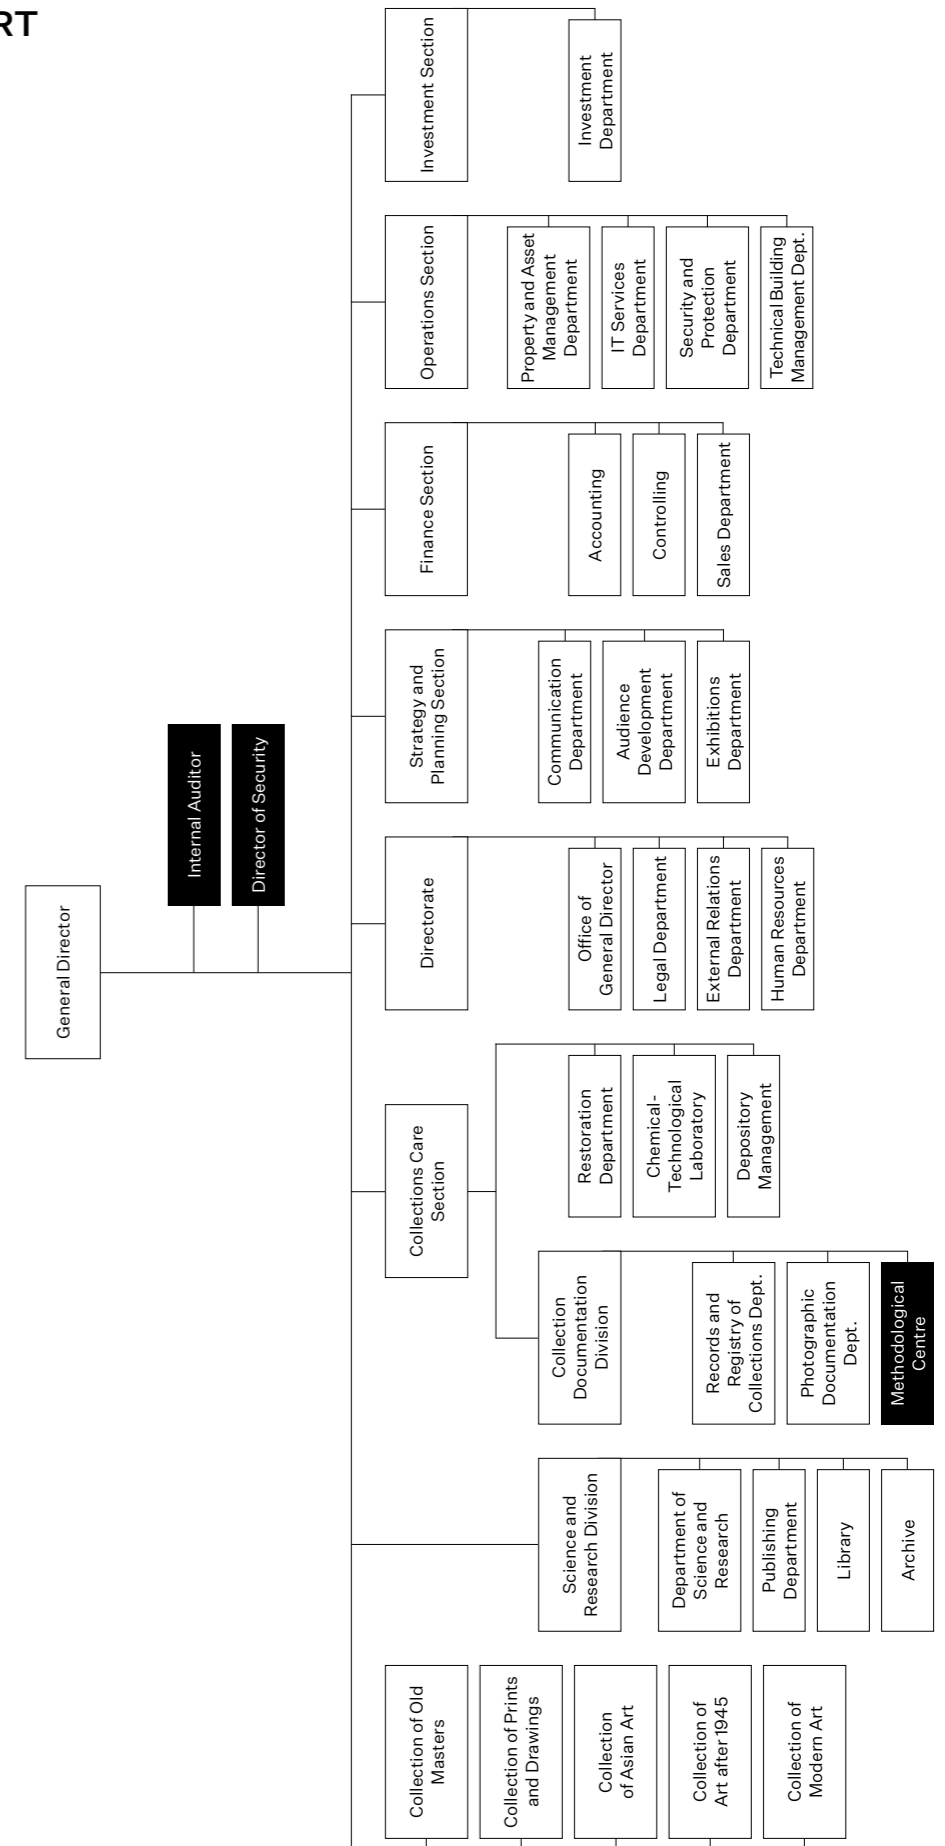 RT
General Director
Internal Auditor
Director of Security
Collection of Old
Masters
Collection of Prints
and Drawings
Collection
of Asian Art
Collection of
Art after 1945
Collection of
Modern Art
Science and
Research Division
Department of
Science and
Research
Publishing
Department
Library
Archive
Collections Care
Section
Collection
Documentation
Division
Records and
Registry of
Collections Dept.
Photographic
Documentation
Dept.
Methodological
Centre
Restoration
Department
Chemical-
Technological
Laboratory
Depository
Management
Directorate
Office of
General Director
Legal Department
External Relations
Department
Human Resources
Department
Strategy and
Planning Section
Communication
Department
Audience
Development
Department
Exhibitions
Department
Finance Section
Accounting
Controlling
Sales Department
Operations Section
Property and Asset
Management
Department
IT Services
Department
Security and
Protection
Department
Technical Building
Management Dept.
Investment Section
Investment
Department